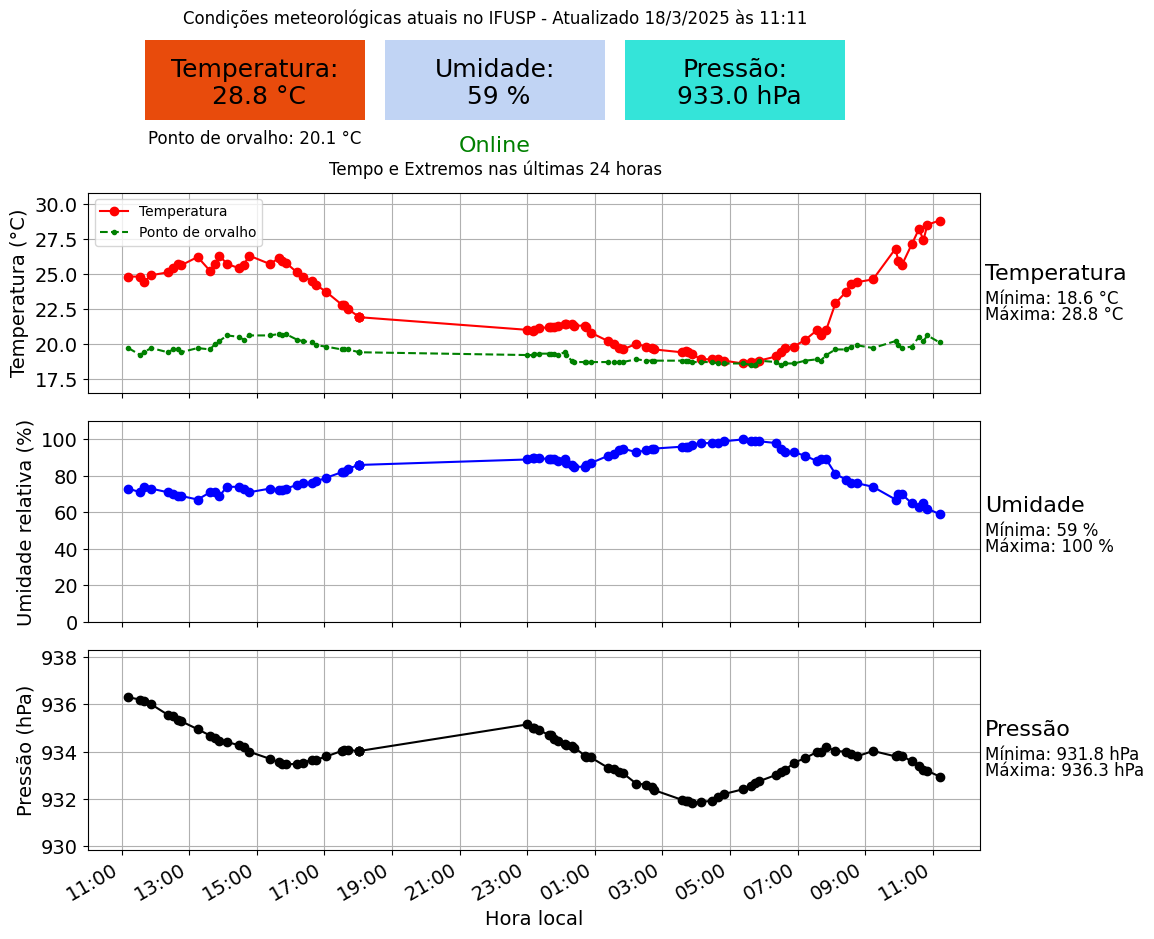 Condições meteorológicas atuais no IFUSP - Atualizado 18/3/2025 às 11:11
Temperatura:
28.8 °C
Umidade:
59 %
Pressão:
933.0 hPa
Ponto de orvalho: 20.1 °C
Online
Tempo e Extremos nas últimas 24 horas
Temperatura (°C)
30.0
27.5
25.0
22.5
20.0
17.5
Temperatura
Ponto de orvalho
Temperatura
Mínima: 18.6 °C
Máxima: 28.8 °C
Umidade relativa (%)
100
80
60
40
20
0
Umidade
Mínima: 59 %
Máxima: 100 %
Pressão (hPa)
938
936
934
932
930
Pressão
Mínima: 931.8 hPa
Máxima: 936.3 hPa
11:00 13:00 15:00 17:00 19:00 21:00 23:00 01:00 03:00 05:00 07:00 09:00 11:00
Hora local